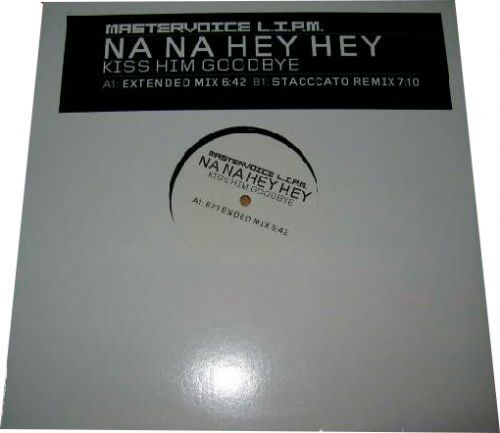 MASTERVOICE L.I.P.M.
NA NA HEY HEY
KISS HIM GOODBYE
A1: EXTENDED MIX 6:42 B1: STACCCATO REMIX 7:10
MASTERVOICE L.I.P.M.
NA NA HEY HEY
KISS HIM GOODBYE
A1: EXTENDED MIX 6:42